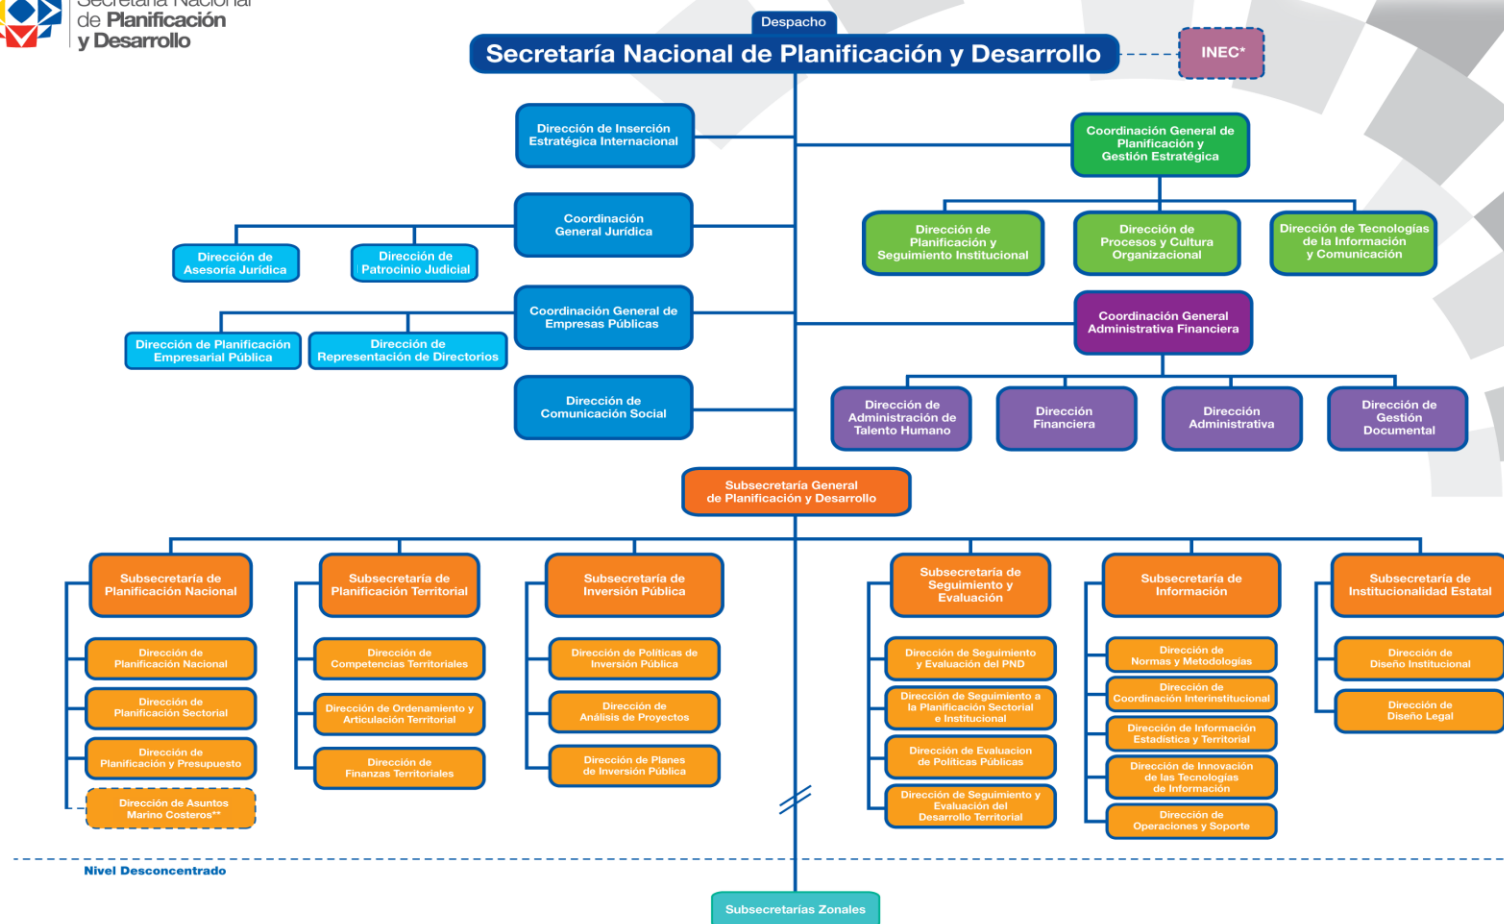 Secretaría Nacional
de Planificación
y Desarrollo
Despacho
Secretaría Nacional de Planificación y Desarrollo
INEC*
Dirección de Inserción
Estratégica Internacional
Coordinación General de
Planificación y
Gestión Estratégica
Coordinación
General Jurídica
Dirección de
Asesoría Jurídica
Dirección de
Patrocinio Judicial
Dirección de
Planificación y
Seguimiento Institucional
Dirección de
Procesos y Cultura
Organizacional
Dirección de Tecnologías
de la Información
y Comunicación
Coordinación General de
Empresas Públicas
Dirección de Planificación
Empresarial Pública
Dirección de
Representación de Directorios
Coordinación General
Administrativa Financiera
Dirección de
Comunicación Social
Dirección de
Administración de
Talento Humano
Dirección
Financiera
Dirección
Administrativa
Dirección de
Gestión
Documental
Subsecretaría General
de Planificación y Desarrollo
Subsecretaría de
Planificación Nacional
Dirección de
Planificación Nacional
Dirección de
Planificación Sectorial
Dirección de
Planificación y Presupuesto
Dirección de Asuntos
Marino Costeros**
Subsecretaría de
Planificación Territorial
Dirección de
Competencias Territoriales
Dirección de Ordenamiento y
Articulación Territorial
Dirección de
Finanzas Territoriales
Subsecretaría de
Inversión Pública
Dirección de Políticas de
Inversión Pública
Dirección de
Análisis de Proyectos
Dirección de Planes
de Inversión Pública
Subsecretaría de
Seguimiento y
Evaluación
Dirección de Seguimiento
y Evaluación del PND
Dirección de Seguimiento a
la Planificación Sectorial
e Institucional
Dirección de Evaluacion
de Políticas Públicas
Dirección de Seguimiento y
Evaluación del
Desarrollo Territorial
Subsecretaría de
Información
Dirección de
Normas y Metodologías
Dirección de
Coordinación Interinstitucional
Dirección de Información
Estadística y Territorial
Dirección de Innovación
de las Tecnologías
de Información
Dirección de
Operaciones y Soporte
Subsecretaría de
Institucionalidad Estatal
Dirección de
Diseño Institucional
Dirección de
Diseño Legal
Nivel Desconcentrado
Subsecretarías Zonales